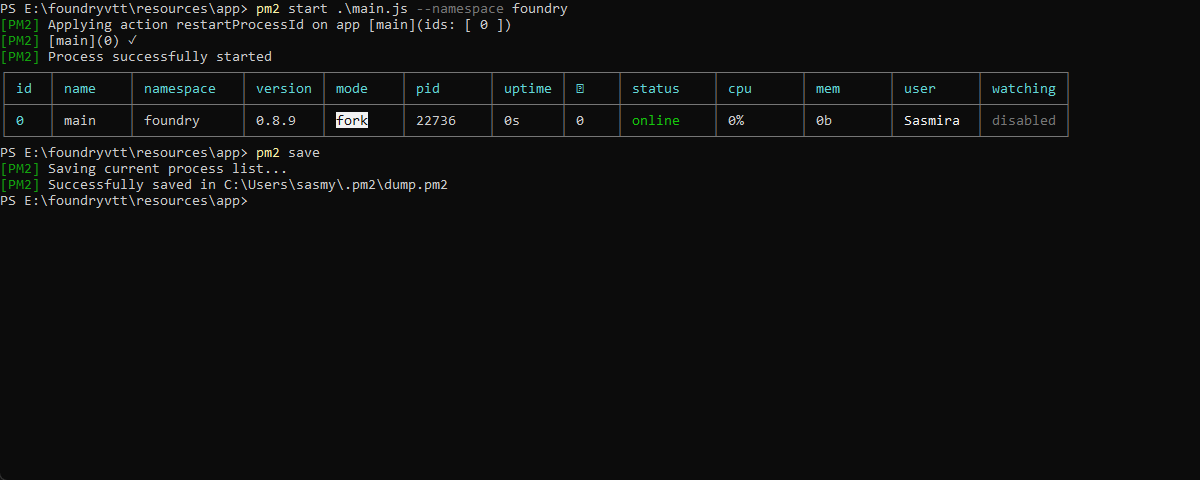 PS E:\foundryvtt\resources\app> pm2 start .\main.js --namespace foundry
[PM2] Applying action restartProcessId on app [main](ids: [ 0 ])
[PM2] [main](0) ✓
[PM2] Process successfully started
id name namespace version mode pid uptime status cpu mem user watching
0 main foundry 0.8.9 fork 22736 0s 0 online 0% 0b Sasmira disabled
PS E:\foundryvtt\resources\app> pm2 save
[PM2] Saving current process list...
[PM2] Successfully saved in C:\Users\sasmy\.pm2\dump.pm2
PS E:\foundryvtt\resources\app>